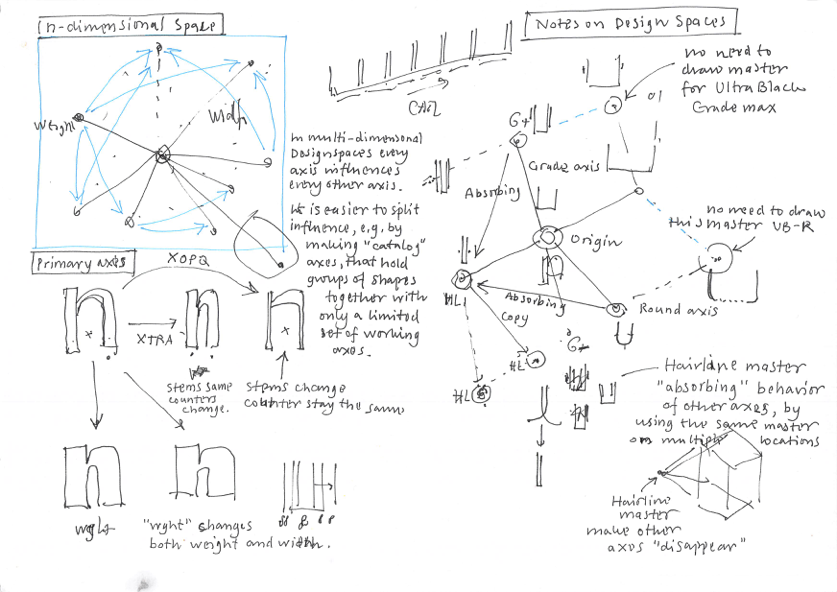 n-dimensional Space
Weight
Width
In multi-dimensional
Designspaces every
axis influences
every other axis.
It is easier to split
influence, e.g. by
making "catalog"
axes, that hold
groups of shapes
together with
only a limited
set of working
axes.
Primary axes
XOPQ
n
XTRA
n
n
stems same
counters
change.
stems change
counter stay the same
wght
"wght" changes
both weight and width.
Notes on Design Spaces
no need to
draw master
for Ultra Black
Grade max
G+
Grade axis
Absorbing
Origin
no need to draw
this master UB-R
HL
Absorbing
Copy
Round axis
G+
HL
HL
Hairline master
"absorbing" behavior
of other axes, by
using the same master
on multiple locations
Hairline
master
make other
axes "disappear"